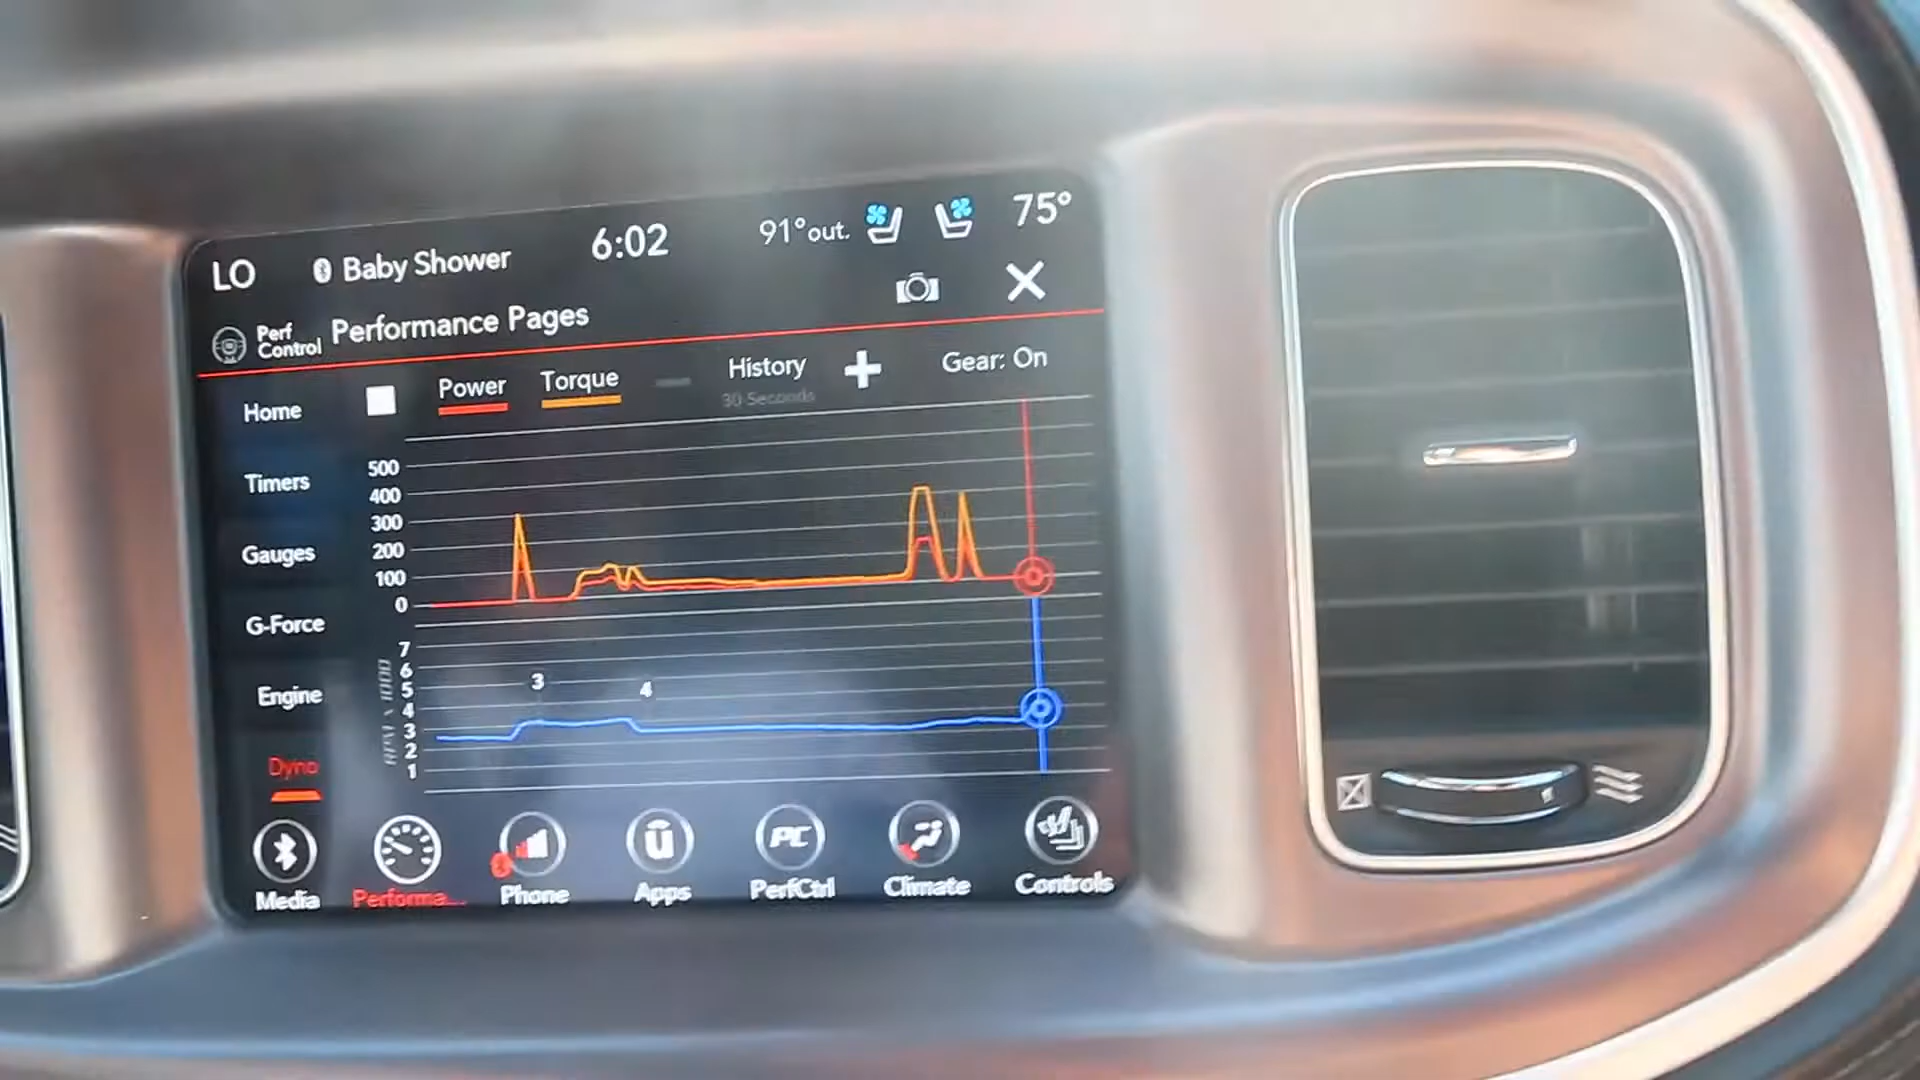 LO Baby Shower 6:02 91°out. 75°
Perf Control Performance Pages
Power Torque History Gear: On
30 Seconds
Home
Timers
Gauges
G-Force
Engine
Dyno
500
400
300
200
100
0
7
6
5
4
3
2
1
RPM x 1000
3 4
PC
Media Performa... Phone Apps PerfCtrl Climate Controls